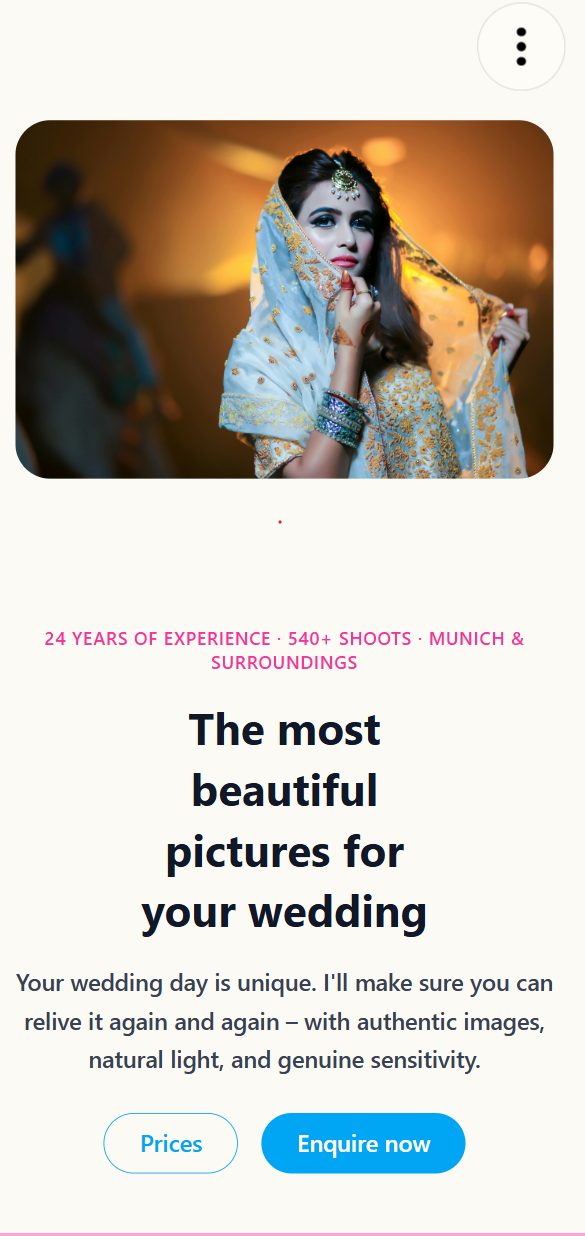 24 YEARS OF EXPERIENCE · 540+ SHOOTS · MUNICH &
SURROUNDINGS
The most
beautiful
pictures for
your wedding
Your wedding day is unique. I'll make sure you can
relive it again and again – with authentic images,
natural light, and genuine sensitivity.
Prices
Enquire now